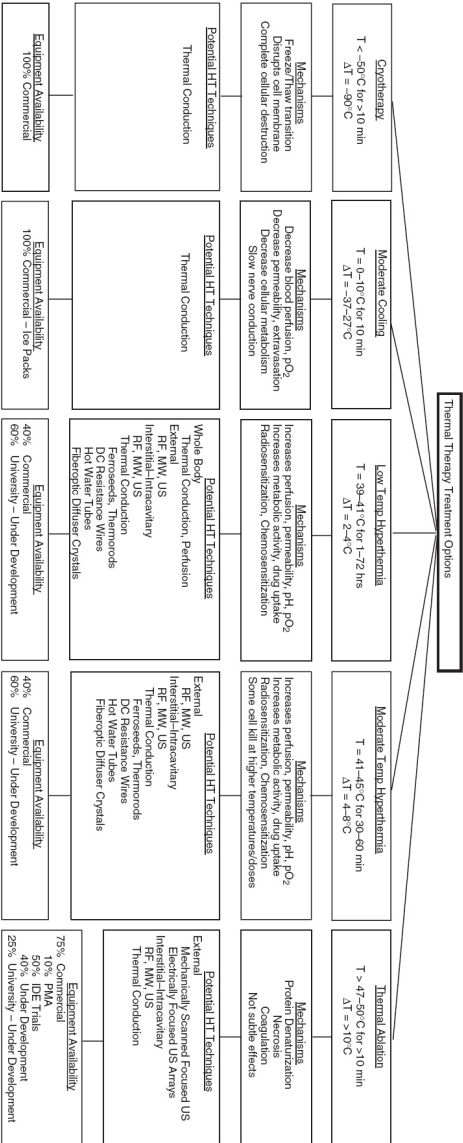 Thermal Therapy Treatment Options
Cryotherapy
T < –50°C for >10 min
ΔT = –90°C
Mechanisms
Freeze/Thaw transition
Disrupts cell membrane
Complete cellular destruction
Potential HT Techniques
Thermal Conduction
Equipment Availability
100% Commercial
Moderate Cooling
T = 0–10°C for 10 min
ΔT = –37–27°C
Mechanisms
Decrease blood perfusion, pO2
Decrease permeability, extravasation
Decrease cellular metabolism
Slow nerve conduction
Potential HT Techniques
Thermal Conduction
Equipment Availability
100% Commercial – Ice Packs
Low Temp Hyperthermia
T = 39–41°C for 1–72 hrs
ΔT = 2–4°C
Mechanisms
Increases perfusion, permeability, pH, pO2
Increases metabolic activity, drug uptake
Radiosensitization, Chemosensitization
Potential HT Techniques
Whole Body
Thermal Conduction, Perfusion
External
RF, MW, US
Interstitial–Intracavitary
RF, MW, US
Thermal Conduction
Ferroseeds, Thermorods
DC Resistance Wires
Hot Water Tubes
Fiberoptic Diffuser Crystals
Equipment Availability
40% Commercial
60% University – Under Development
Moderate Temp Hyperthermia
T = 41–45°C for 30–60 min
ΔT = 4–8°C
Mechanisms
Increases perfusion, permeability, pH, pO2
Increases metabolic activity, drug uptake
Radiosensitization, Chemosensitization
Some cell kill at higher temperatures/doses
Potential HT Techniques
External
RF, MW, US
Interstitial–Intracavitary
RF, MW, US
Thermal Conduction
Ferroseeds, Thermorods
DC Resistance Wires
Hot Water Tubes
Fiberoptic Diffuser Crystals
Equipment Availability
40% Commercial
60% University – Under Development
Thermal Ablation
T > 47–50°C for >10 min
ΔT = >10°C
Mechanisms
Protein Denaturization
Necrosis
Coagulation
Not subtle effects
Potential HT Techniques
External
Mechanically Scanned Focused US
Electrically Focused US Arrays
Interstitial–Intracavitary
RF, MW, US
Thermal Conduction
Equipment Availability
75% Commercial
10% PMA
50% IDE Trials
40% Under Development
25% University – Under Development